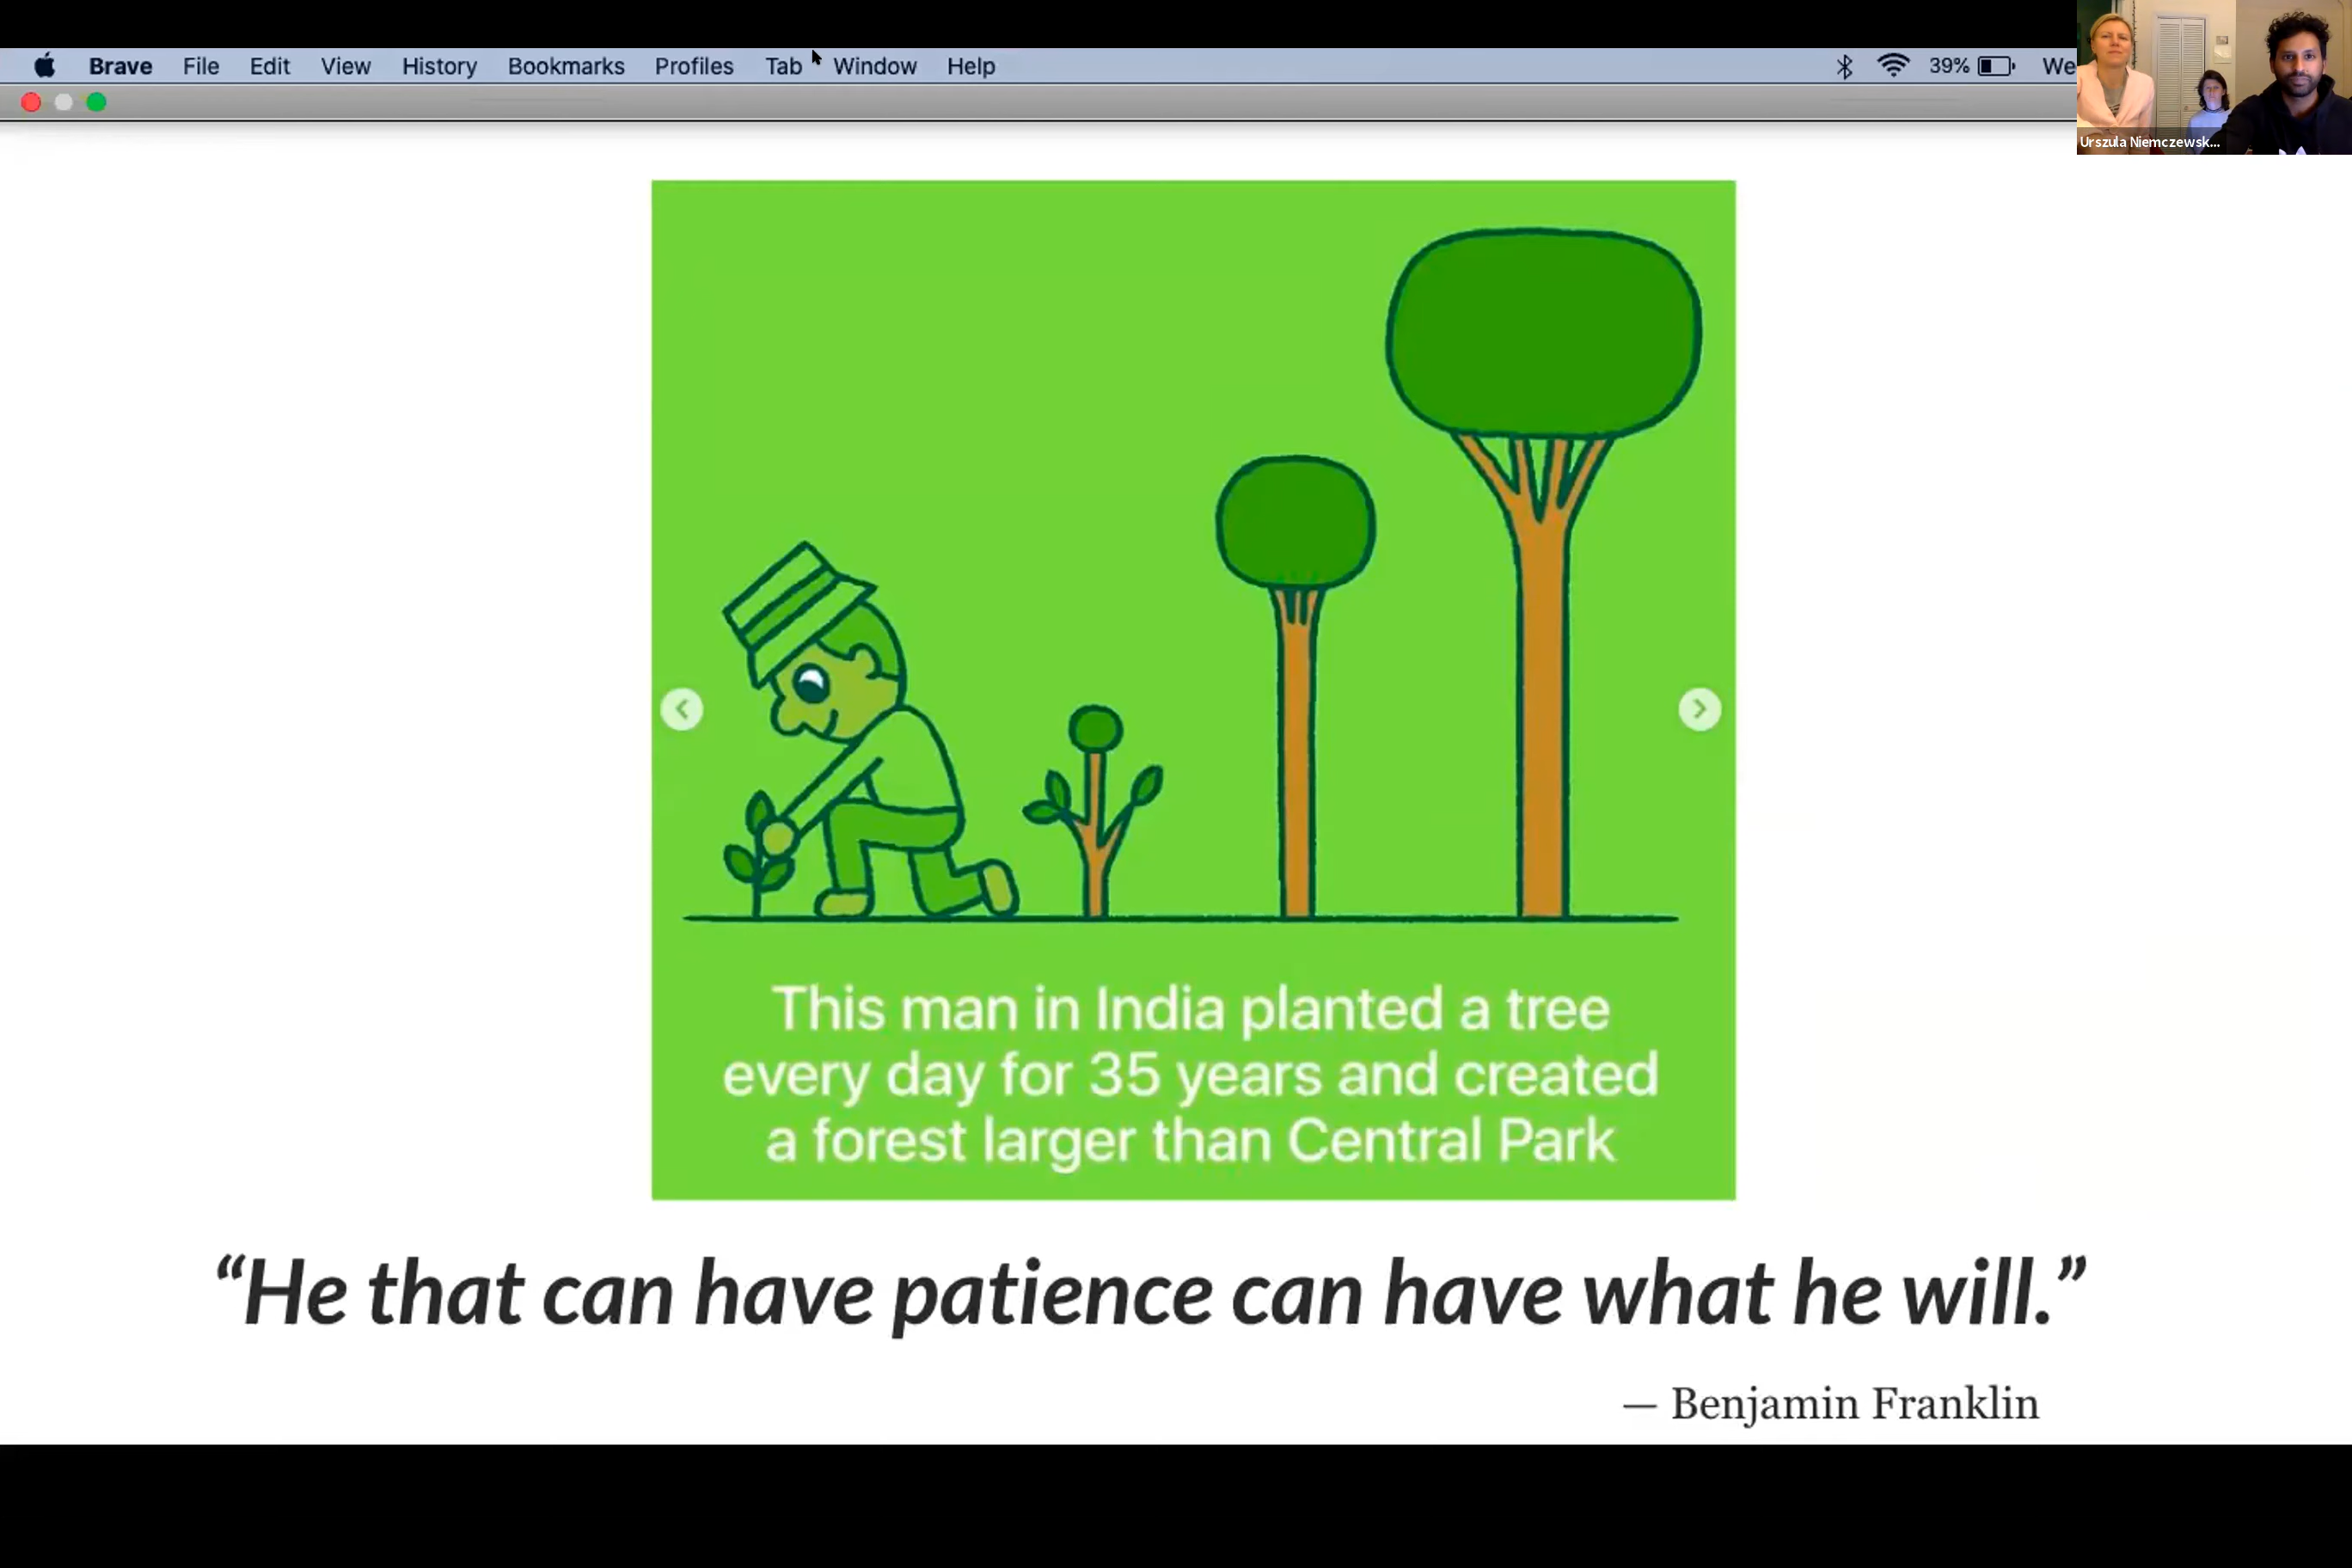 Brave File Edit View History Bookmarks Profiles Tab Window Help 39% We
Urszula Niemczewsk...
This man in India planted a tree
every day for 35 years and created
a forest larger than Central Park
“He that can have patience can have what he will.”
— Benjamin Franklin